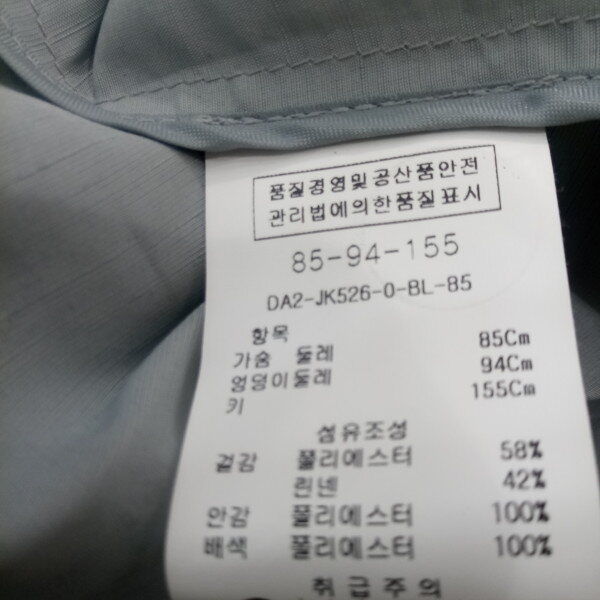 품질경영및공산품안전
관리법에의한품질표시
85-94-155
DA2-JK526-0-BL-85
항목
가슴 둘레 85Cm
엉덩이둘레 94Cm
키 155Cm
섬유조성
겉감 폴리에스터 58%
린넨 42%
안감 폴리에스터 100%
배색 폴리에스터 100%
취급주의